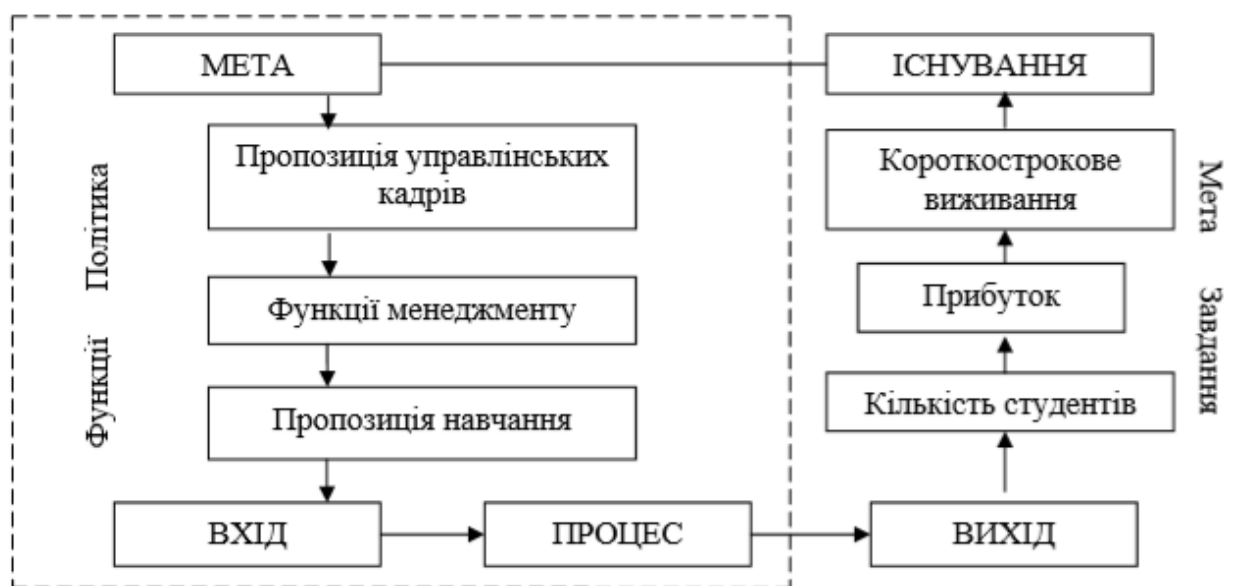 МЕТА
ІСНУВАННЯ
Пропозиція управлінських
кадрів
Короткострокове
виживання
Політика
Мета
Функції менеджменту
Прибуток
Функції
Завдання
Пропозиція навчання
Кількість студентів
ВХІД
ПРОЦЕС
ВИХІД